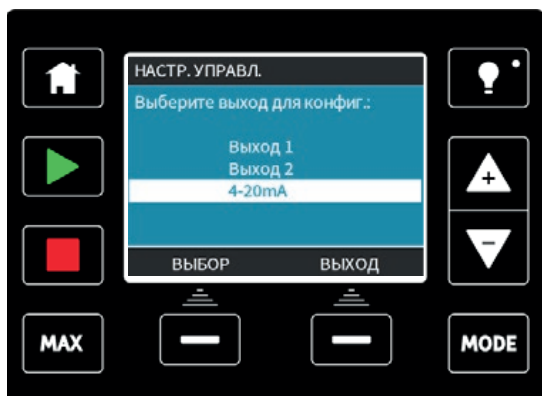 НАСТР. УПРАВЛ.
Выберите выход для конфиг.:
Выход 1
Выход 2
4-20mA
ВЫБОР ВЫХОД
MAX
MODE